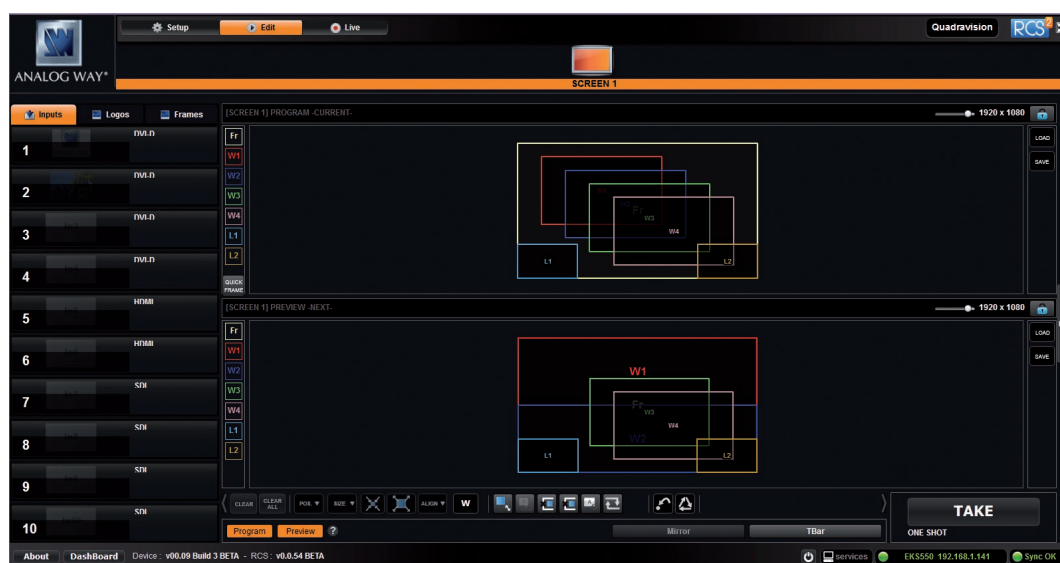 Setup Edit Live Quadravision RCS²
ANALOG WAY®
SCREEN 1
Inputs Logos Frames
[SCREEN 1] PROGRAM -CURRENT- 1920 x 1080
1 DVI-D
2 DVI-D
3 DVI-D
4 DVI-D
5 HDMI
6 HDMI
7 SDI
8 SDI
9 SDI
10 SDI
Fr
W1
W2
W3
W4
L1
L2
QUICK
FRAME
Fr
W3
W4
L1
L2
LOAD
SAVE
[SCREEN 1] PREVIEW -NEXT- 1920 x 1080
Fr
W1
W2
W3
W4
L1
L2
W1
Fr
W3
W4
W2
L1
L2
LOAD
SAVE
CLEAR CLEAR ALL POS. SIZE ALIGN W
TAKE
Program Preview ? Mirror TBar ONE SHOT
About DashBoard Device : v00.09 Build 3 BETA - RCS : v0.0.54 BETA services EKS550 192.168.1.141 Sync OK